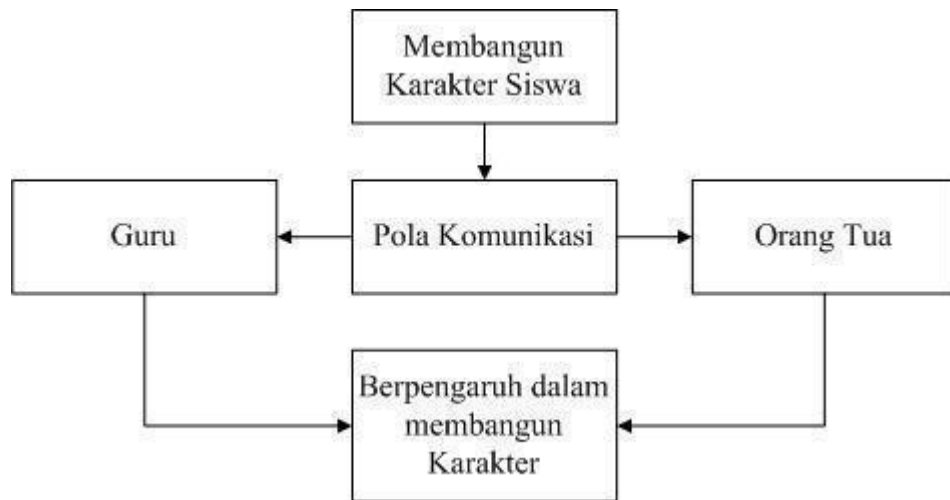 Membangun
Karakter Siswa
Guru
Pola Komunikasi
Orang Tua
Berpengaruh dalam
membangun
Karakter